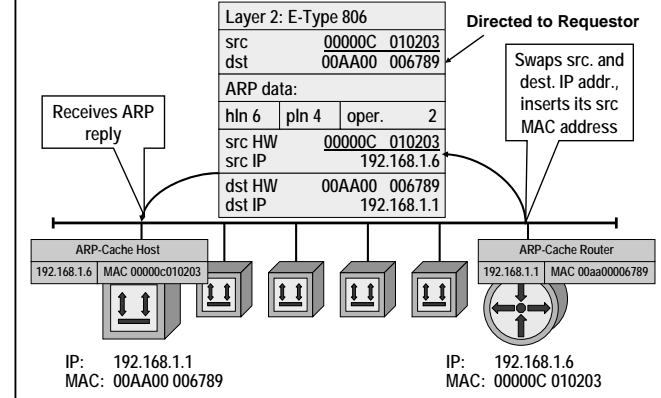 Layer 2: E-Type 806
src 00000C 010203
dst 00AA00 006789
ARP data:
hln 6 pln 4 oper. 2
src HW 00000C 010203
src IP 192.168.1.6
dst HW 00AA00 006789
dst IP 192.168.1.1
Directed to Requestor
Swaps src. and
dest. IP addr.,
inserts its src
MAC address
Receives ARP
reply
ARP-Cache Host
192.168.1.6 MAC 00000c010203
ARP-Cache Router
192.168.1.1 MAC 00aa00006789
IP: 192.168.1.1
MAC: 00AA00 006789
IP: 192.168.1.6
MAC: 00000C 010203